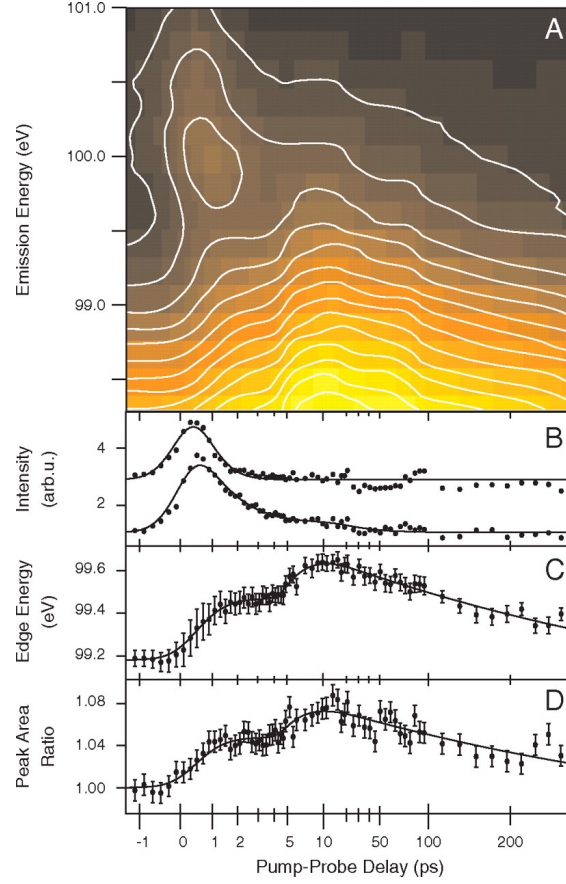 101.0
A
100.0
99.0
Emission Energy (eV)
B
4
2
Intensity
(arb.u.)
C
99.6
99.4
99.2
Edge Energy
(eV)
D
1.08
1.04
1.00
Peak Area
Ratio
-1 0 1 2 5 10 50 100 200
Pump-Probe Delay (ps)